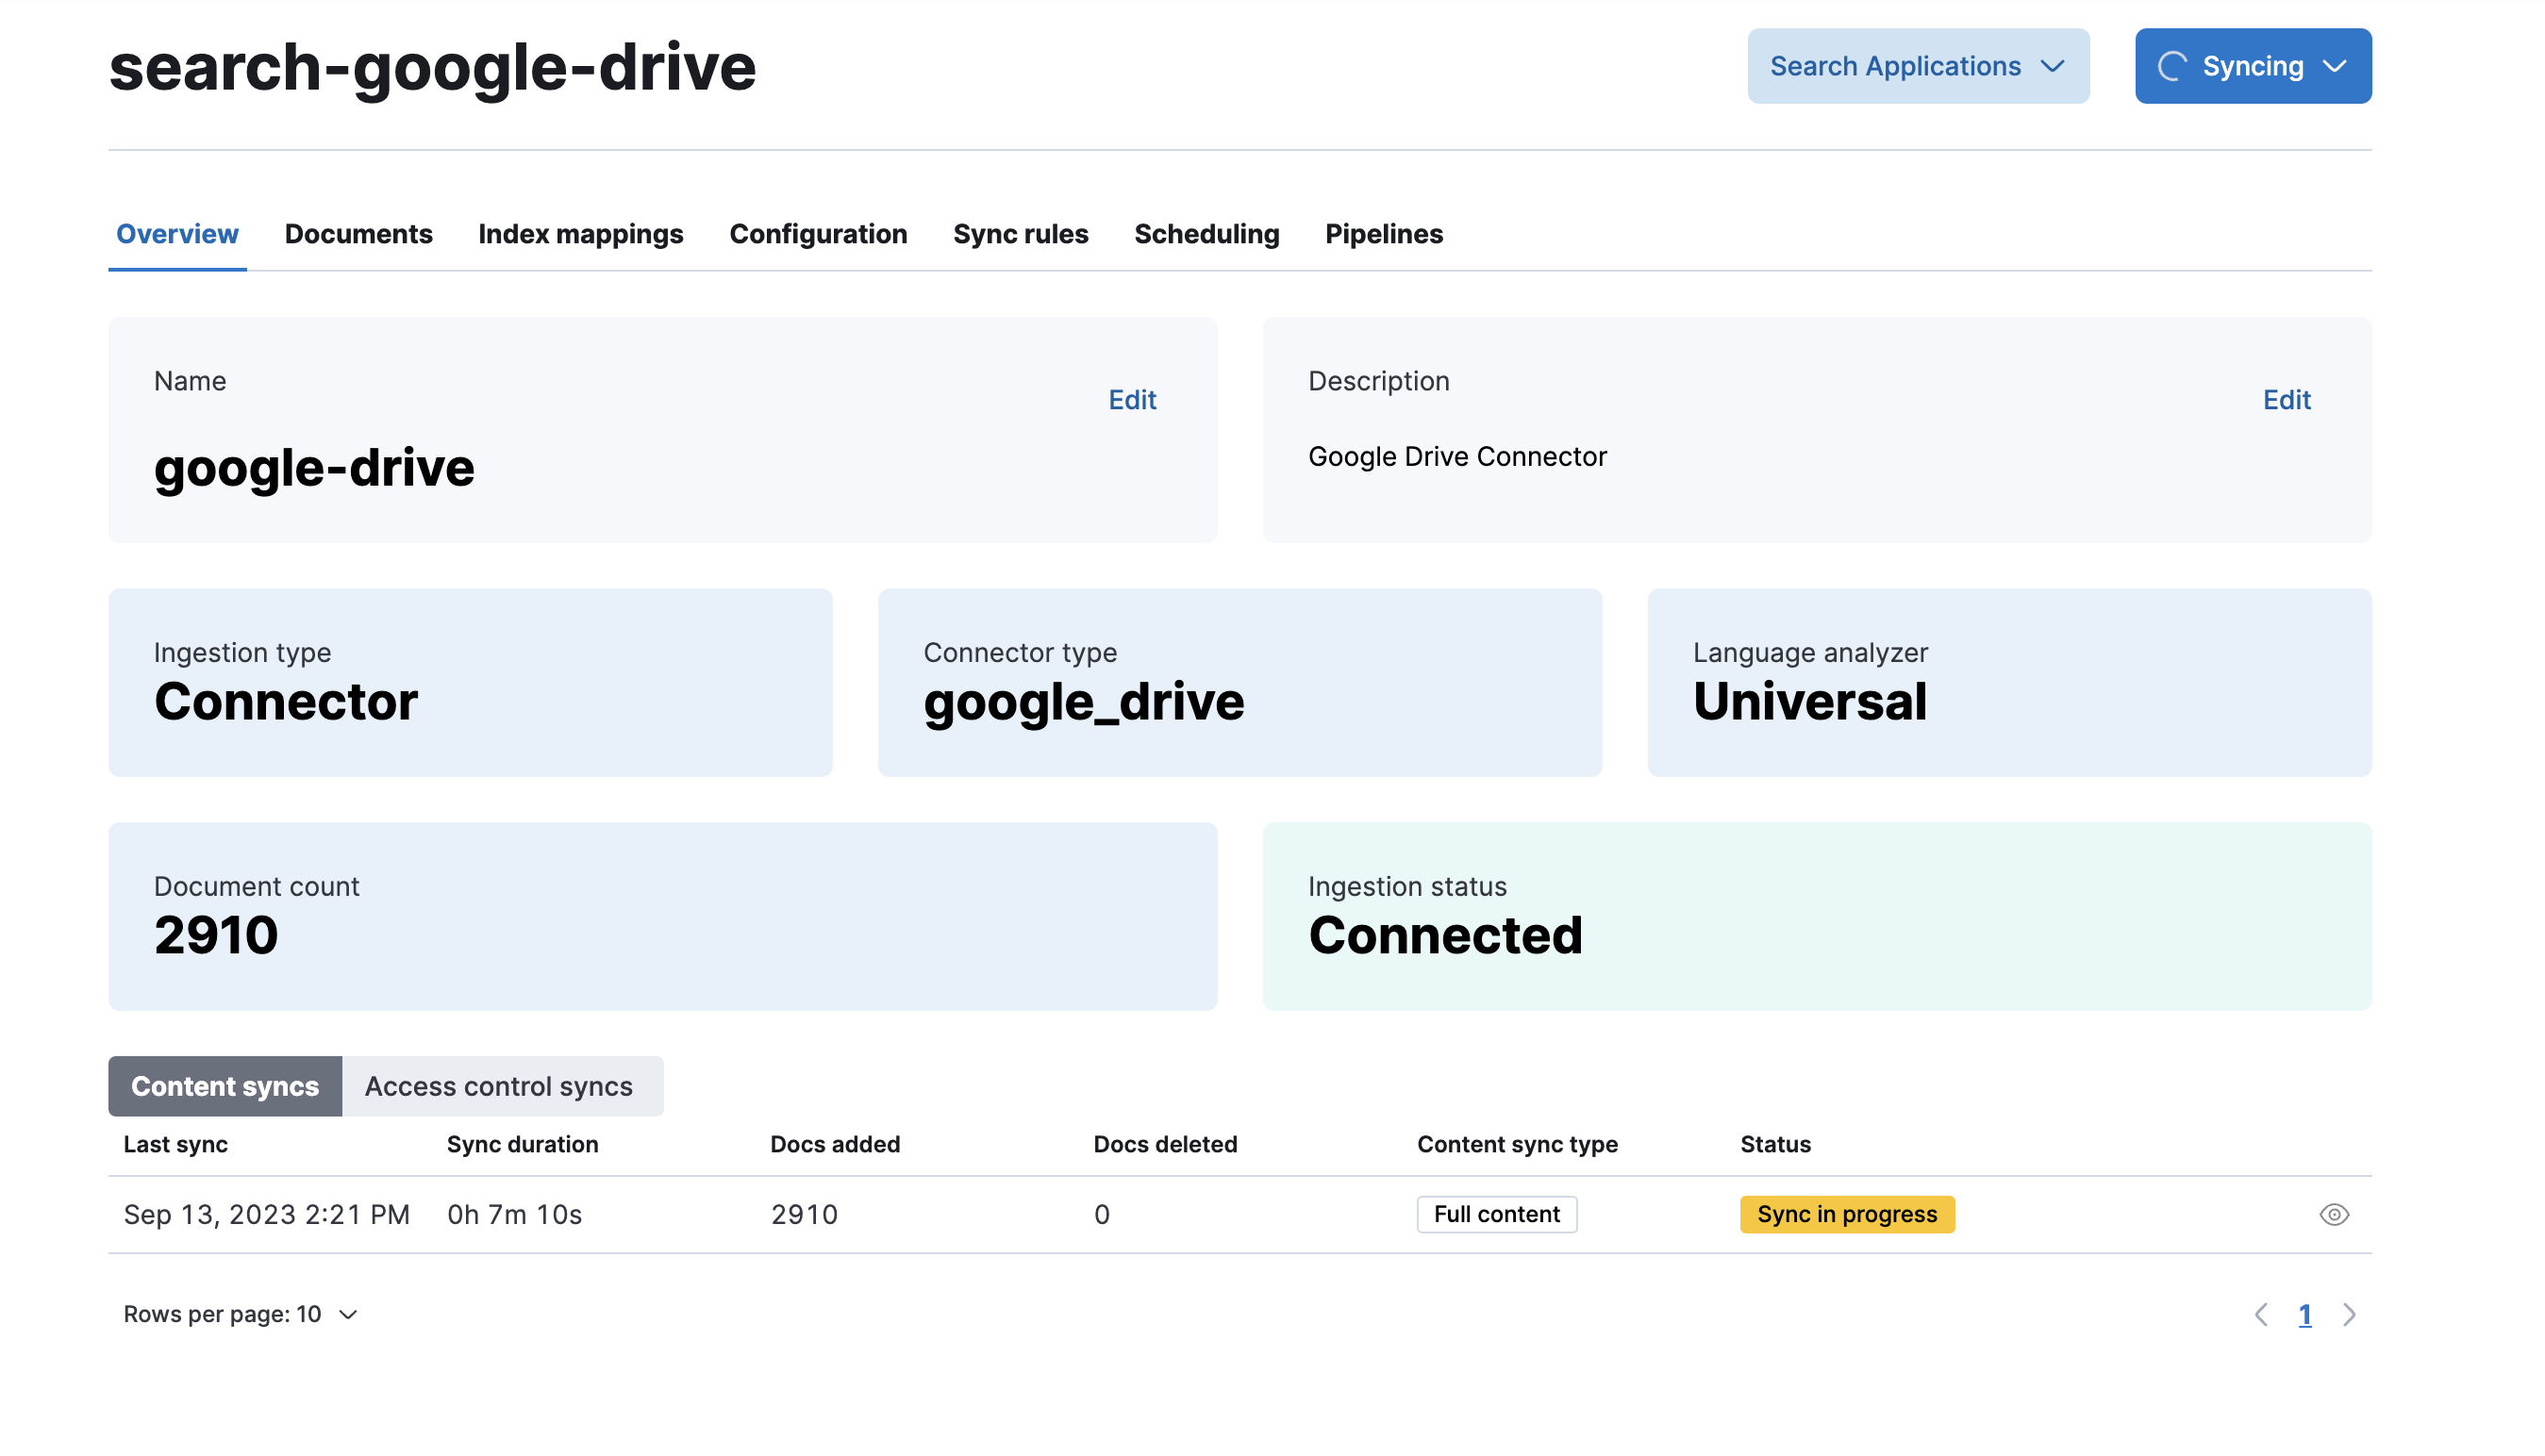 search-google-drive
Search Applications
Syncing
Overview Documents Index mappings Configuration Sync rules Scheduling Pipelines
Name
Edit
google-drive
Description
Edit
Google Drive Connector
Ingestion type
Connector
Connector type
google_drive
Language analyzer
Universal
Document count
2910
Ingestion status
Connected
Content syncs Access control syncs
Last sync Sync duration Docs added Docs deleted Content sync type Status
Sep 13, 2023 2:21 PM 0h 7m 10s 2910 0 Full content Sync in progress
Rows per page: 10
1